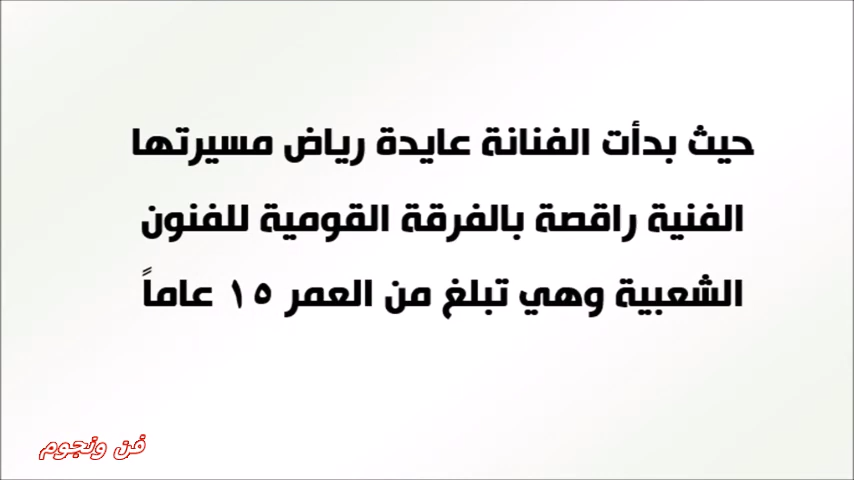 حيث بدأت الفنانة عايدة رياض مسيرتها
الفنية راقصة بالفرقة القومية للفنون
الشعبية وهي تبلغ من العمر ١٥ عاماً
فن ونجوم